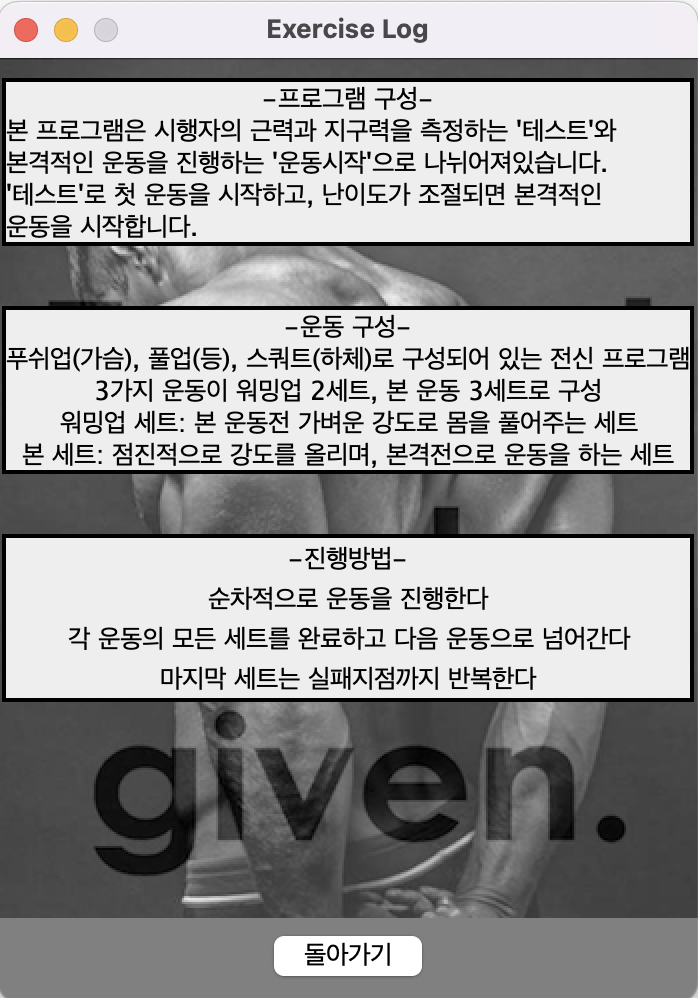 Exercise Log
-프로그램 구성-
본 프로그램은 시행자의 근력과 지구력을 측정하는 '테스트'와
본격적인 운동을 진행하는 '운동시작'으로 나뉘어져있습니다.
'테스트'로 첫 운동을 시작하고, 난이도가 조절되면 본격적인
운동을 시작합니다.
-운동 구성-
푸쉬업(가슴), 풀업(등), 스쿼트(하체)로 구성되어 있는 전신 프로그램
3가지 운동이 워밍업 2세트, 본 운동 3세트로 구성
워밍업 세트: 본 운동전 가벼운 강도로 몸을 풀어주는 세트
본 세트: 점진적으로 강도를 올리며, 본격전으로 운동을 하는 세트
-진행방법-
순차적으로 운동을 진행한다
각 운동의 모든 세트를 완료하고 다음 운동으로 넘어간다
마지막 세트는 실패지점까지 반복한다
given.
돌아가기